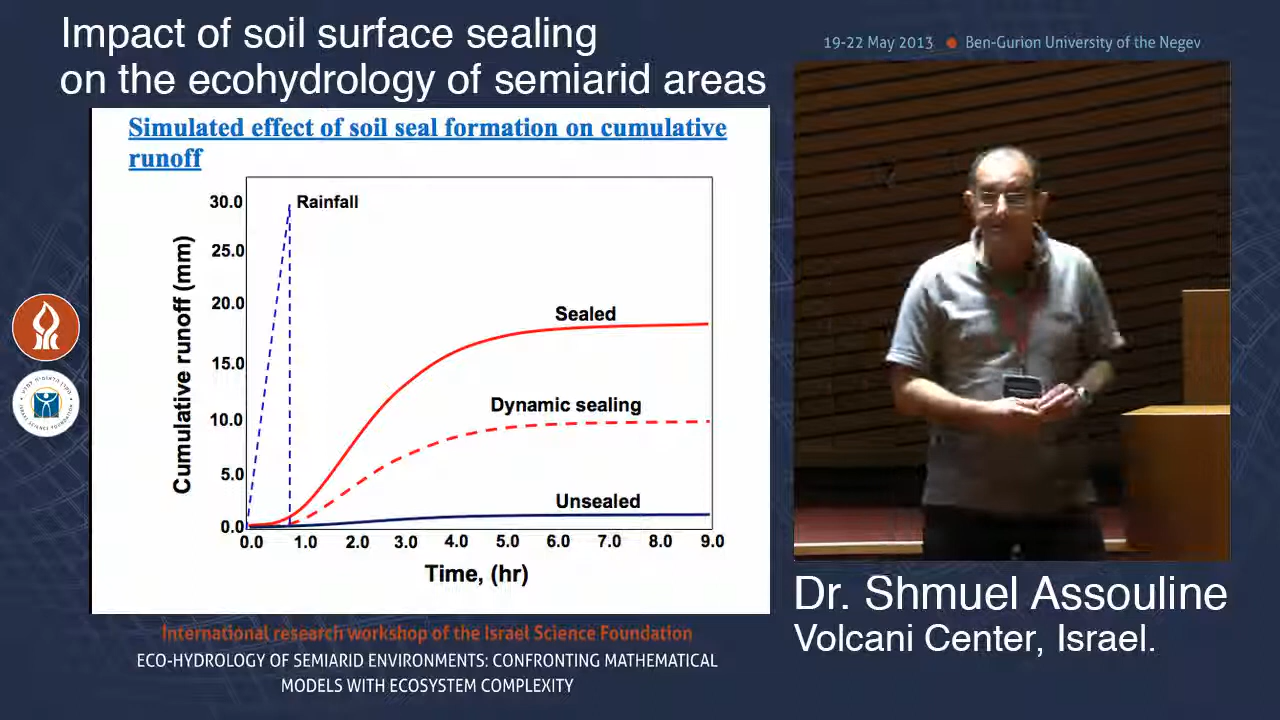 Impact of soil surface sealing
on the ecohydrology of semiarid areas
19-22 May 2013 ● Ben-Gurion University of the Negev
Simulated effect of soil seal formation on cumulative
runoff
Cumulative runoff (mm)
30.0
25.0
20.0
15.0
10.0
5.0
0.0
Rainfall
Sealed
Dynamic sealing
Unsealed
0.0 1.0 2.0 3.0 4.0 5.0 6.0 7.0 8.0 9.0
Time, (hr)
Dr. Shmuel Assouline
Volcani Center, Israel.
International research workshop of the Israel Science Foundation
ECO-HYDROLOGY OF SEMIARID ENVIRONMENTS: CONFRONTING MATHEMATICAL
MODELS WITH ECOSYSTEM COMPLEXITY